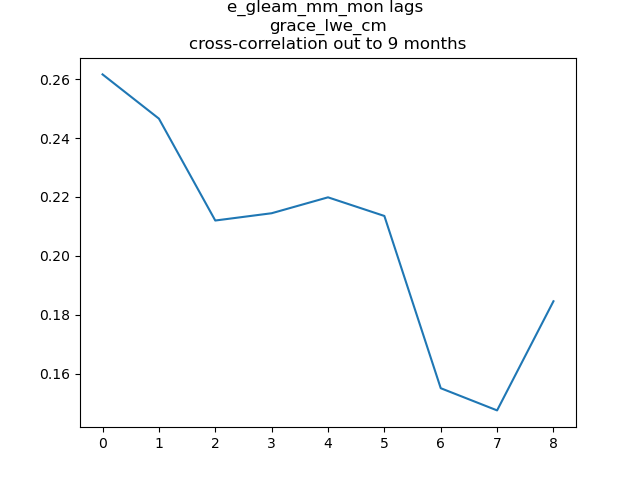 e_gleam_mm_mon lags
grace_lwe_cm
cross-correlation out to 9 months
0.26
0.24
0.22
0.20
0.18
0.16
0 1 2 3 4 5 6 7 8